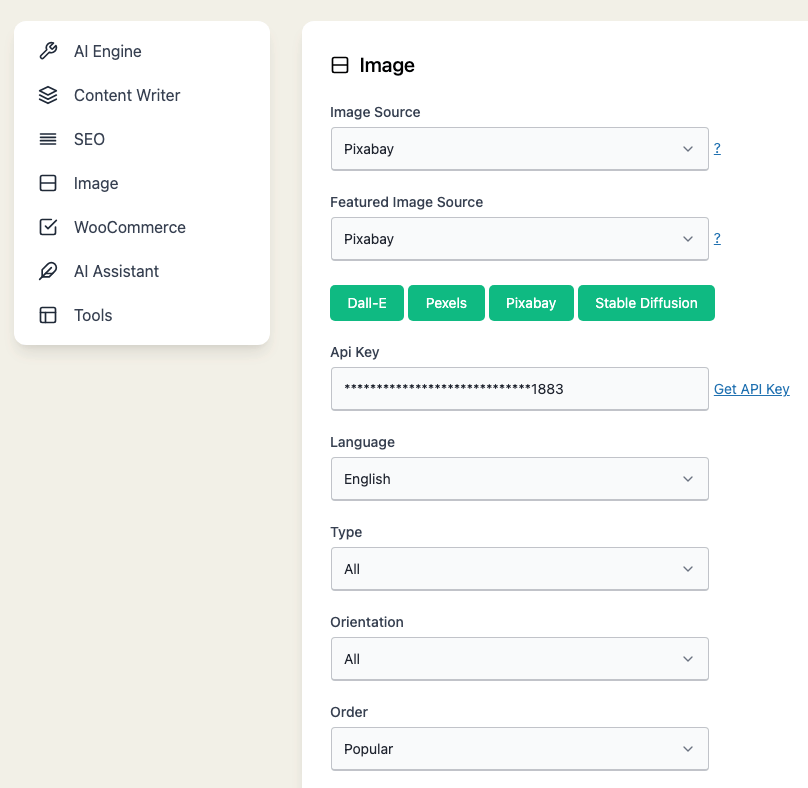 AI Engine
Content Writer
SEO
Image
WooCommerce
AI Assistant
Tools
Image
Image Source
Pixabay
?
Featured Image Source
Pixabay
?
Dall-E Pexels Pixabay Stable Diffusion
Api Key
*****************************1883 Get API Key
Language
English
Type
All
Orientation
All
Order
Popular